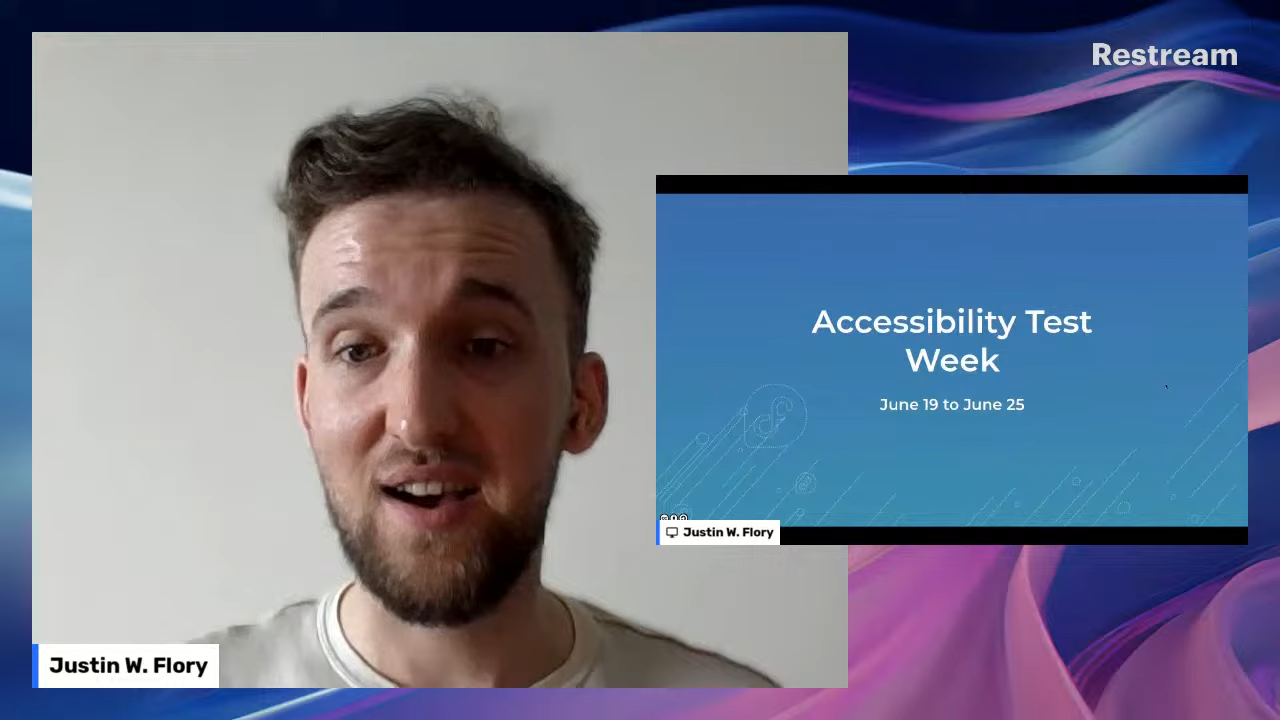 Restream
Accessibility Test
Week
June 19 to June 25
Justin W. Flory
Justin W. Flory